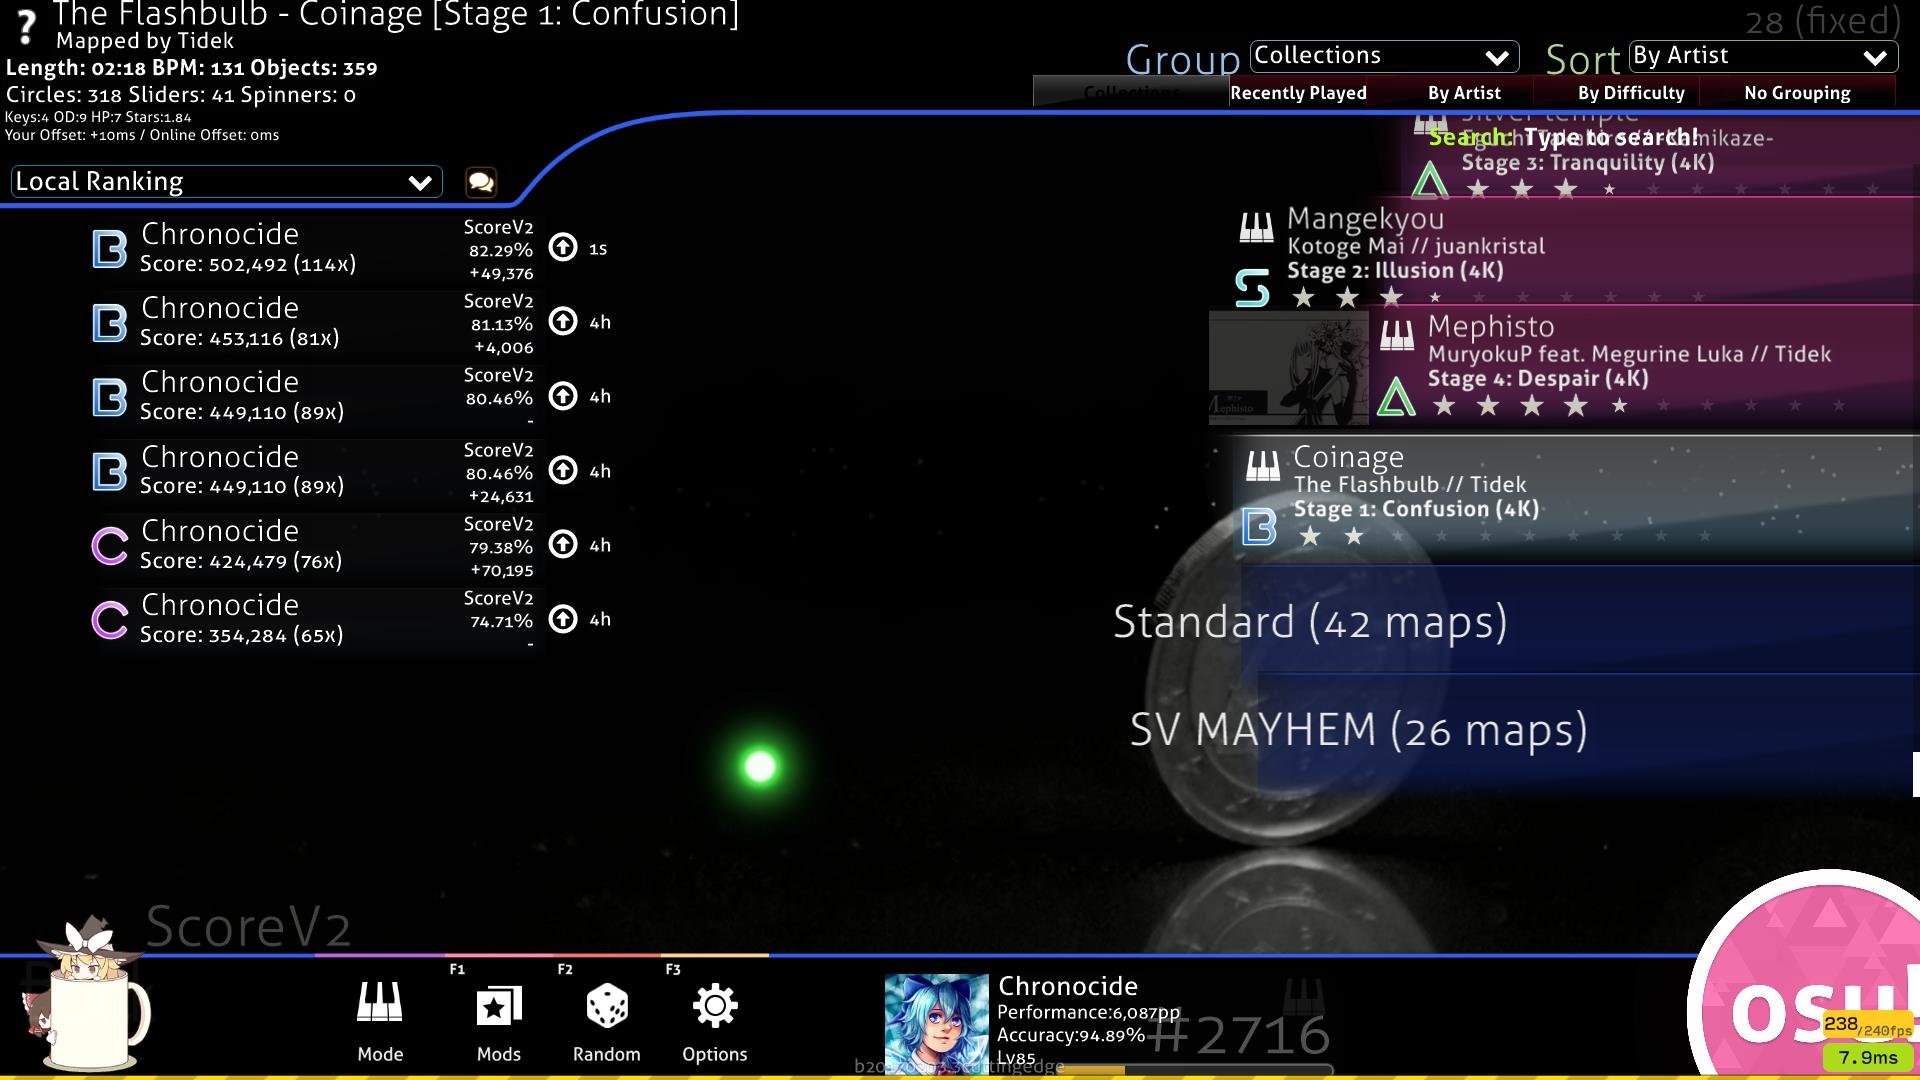 The Flashbulb - Coinage [Stage 1: Confusion]
Mapped by Tidek
Length: 02:18 BPM: 131 Objects: 359
Circles: 318 Sliders: 41 Spinners: 0
Keys:4 OD:9 HP:7 Stars:1.84
Your Offset: +10ms / Online Offset: 0ms
28 (fixed)
Group Collections
Sort By Artist
Collections Recently Played By Artist By Difficulty No Grouping
Local Ranking
Search: Type to search!
Stage 3: Tranquility (4K)
Chronocide
Score: 502,492 (114x)
ScoreV2
82.29%
+49,376
1s
Chronocide
Score: 453,116 (81x)
ScoreV2
81.13%
+4,006
4h
Chronocide
Score: 449,110 (89x)
ScoreV2
80.46%
-
4h
Chronocide
Score: 449,110 (89x)
ScoreV2
80.46%
+24,631
4h
Chronocide
Score: 424,479 (76x)
ScoreV2
79.38%
+70,195
4h
Chronocide
Score: 354,284 (65x)
ScoreV2
74.71%
-
4h
Mangekyou
Kotoge Mai // juankristal
Stage 2: Illusion (4K)
Mephisto
MuryokuP feat. Megurine Luka // Tidek
Stage 4: Despair (4K)
Coinage
The Flashbulb // Tidek
Stage 1: Confusion (4K)
Standard (42 maps)
SV MAYHEM (26 maps)
ScoreV2
Mode
F1
Mods
F2
Random
F3
Options
Chronocide
Performance:6,087pp
Accuracy:94.89%
Lv85
#2716
osu
238/240fps
7.9ms